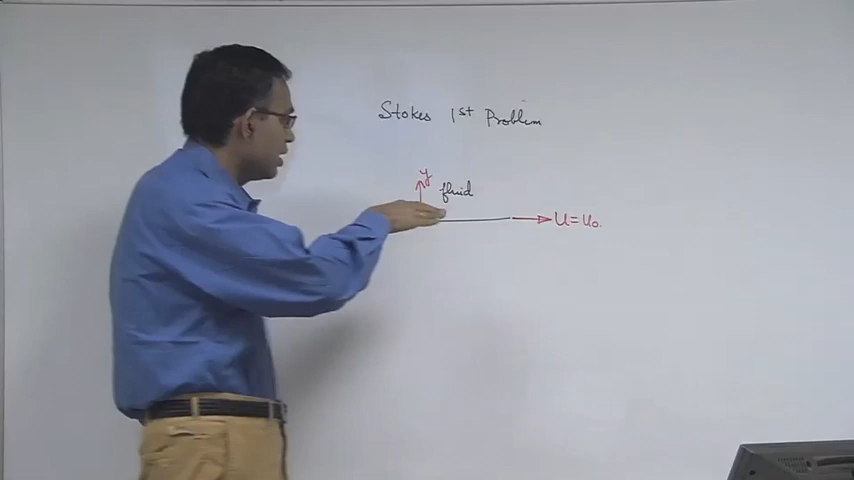 Stokes 1st Problem
y
fluid
U = U0.